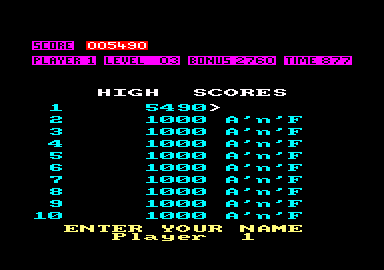 SCORE 005490
PLAYER 1 LEVEL 03 BONUS 2760 TIME 877
HIGH SCORES
1 5490>
2 1000 A'n'F
3 1000 A'n'F
4 1000 A'n'F
5 1000 A'n'F
6 1000 A'n'F
7 1000 A'n'F
8 1000 A'n'F
9 1000 A'n'F
10 1000 A'n'F
ENTER YOUR NAME
Player 1